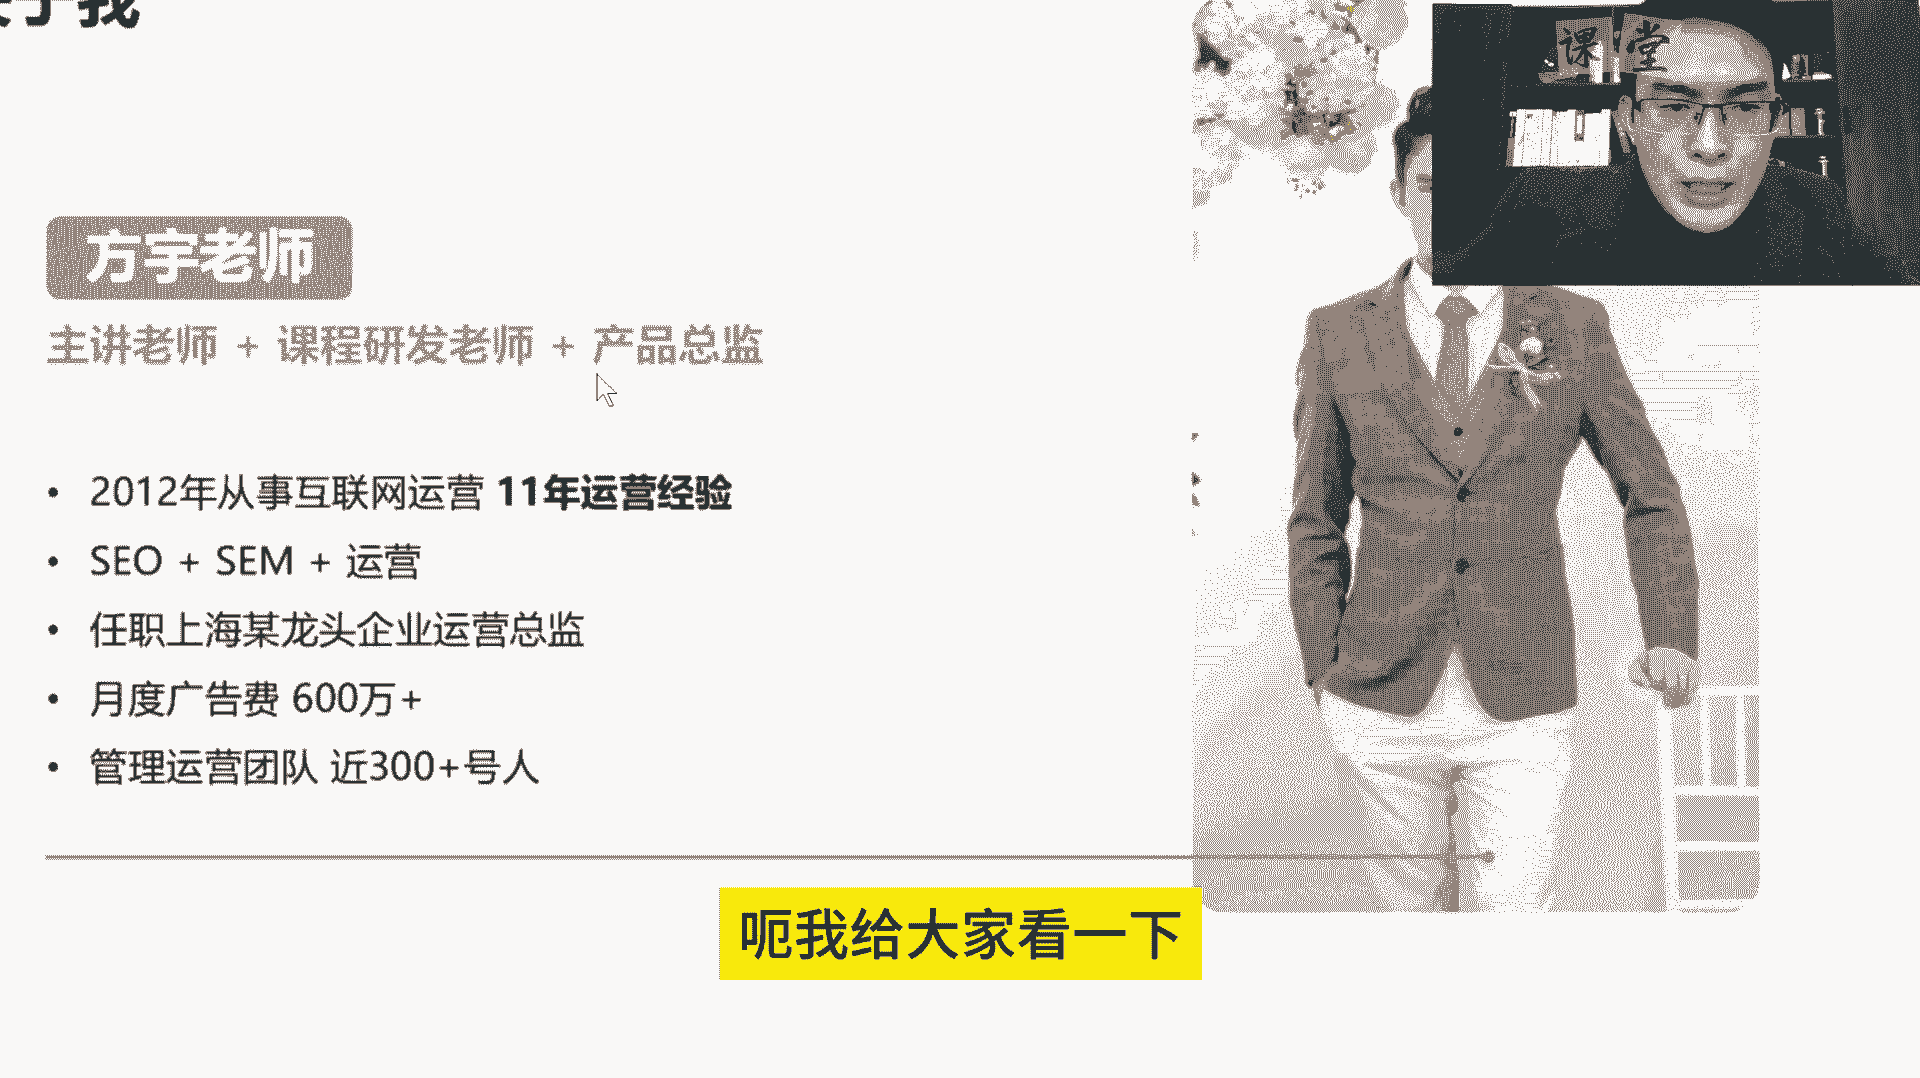 于我
课堂
方宇老师
主讲老师 + 课程研发老师 + 产品总监
• 2012年从事互联网运营 11年运营经验
• SEO + SEM + 运营
• 任职上海某龙头企业运营总监
• 月度广告费 600万+
• 管理运营团队 近300+号人
呃我给大家看一下